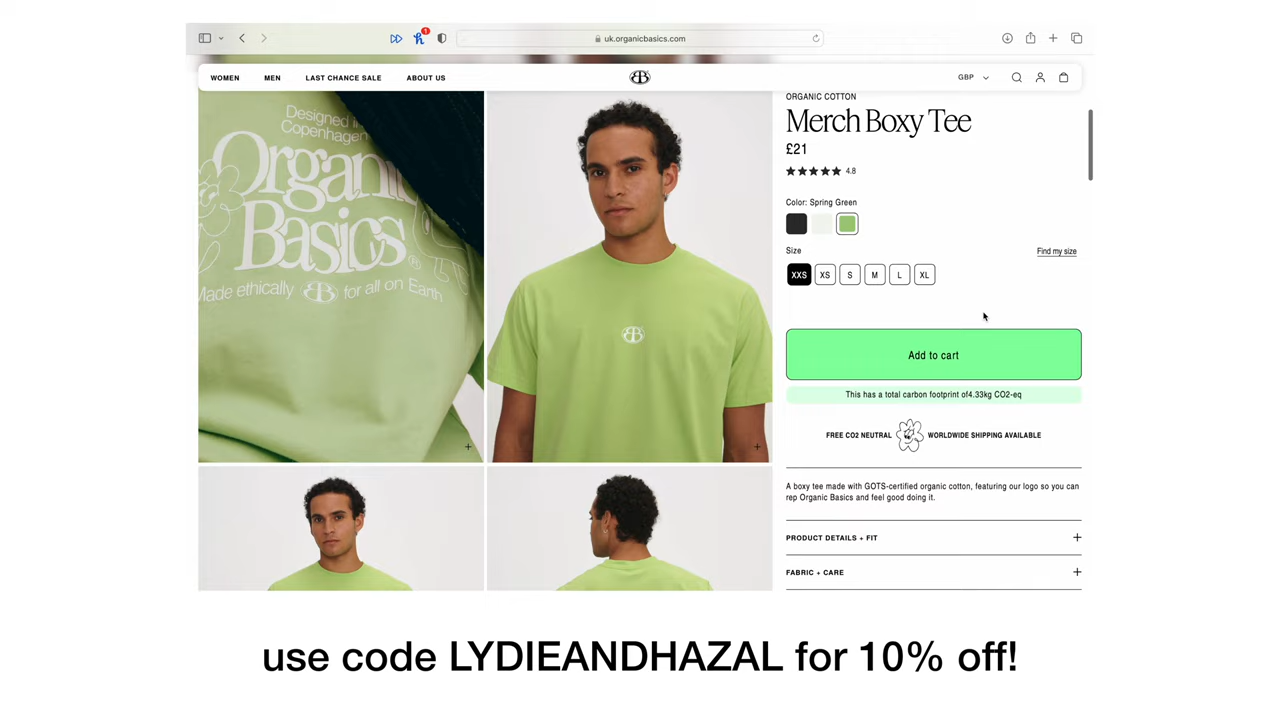 1
uk.organicbasics.com
WOMEN
MEN
LAST CHANCE SALE
ABOUT US
GBP
Designed in
Copenhagen
Organic
Basics
Made ethically for all on Earth
ORGANIC COTTON
Merch Boxy Tee
£21
4.8
Color: Spring Green
Size
Find my size
XXS XS S M L XL
Add to cart
This has a total carbon footprint of4.33kg CO2-eq
FREE CO2 NEUTRAL WORLDWIDE SHIPPING AVAILABLE
A boxy tee made with GOTS-certified organic cotton, featuring our logo so you can
rep Organic Basics and feel good doing it.
PRODUCT DETAILS + FIT
FABRIC + CARE
use code LYDIEANDHAZAL for 10% off!